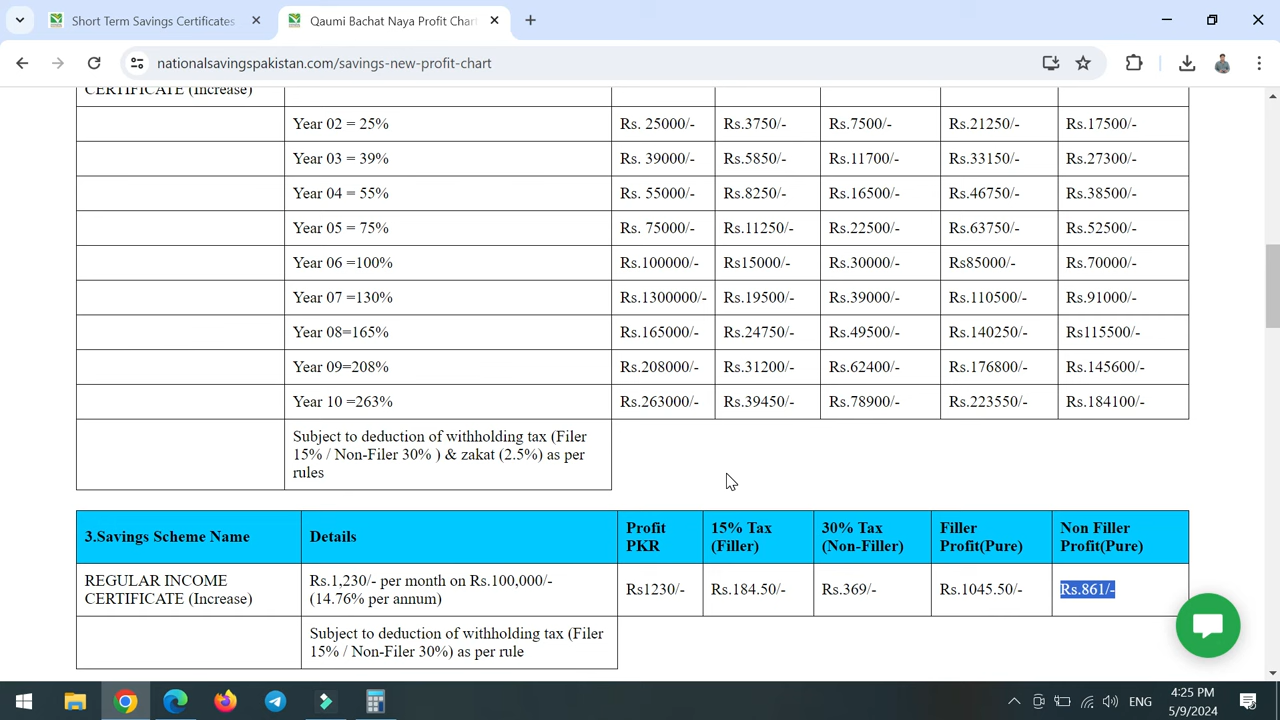 Short Term Savings Certificates
Qaumi Bachat Naya Profit Chart
nationalsavingspakistan.com/savings-new-profit-chart
CERTIFICATE (Increase)
Year 02 = 25% Rs. 25000/- Rs.3750/- Rs.7500/- Rs.21250/- Rs.17500/-
Year 03 = 39% Rs. 39000/- Rs.5850/- Rs.11700/- Rs.33150/- Rs.27300/-
Year 04 = 55% Rs. 55000/- Rs.8250/- Rs.16500/- Rs.46750/- Rs.38500/-
Year 05 = 75% Rs. 75000/- Rs.11250/- Rs.22500/- Rs.63750/- Rs.52500/-
Year 06 =100% Rs.100000/- Rs15000/- Rs.30000/- Rs85000/- Rs.70000/-
Year 07 =130% Rs.1300000/- Rs.19500/- Rs.39000/- Rs.110500/- Rs.91000/-
Year 08=165% Rs.165000/- Rs.24750/- Rs.49500/- Rs.140250/- Rs115500/-
Year 09=208% Rs.208000/- Rs.31200/- Rs.62400/- Rs.176800/- Rs.145600/-
Year 10 =263% Rs.263000/- Rs.39450/- Rs.78900/- Rs.223550/- Rs.184100/-
Subject to deduction of withholding tax (Filer
15% / Non-Filer 30% ) & zakat (2.5%) as per
rules
3.Savings Scheme Name
Details
Profit
PKR
15% Tax
(Filler)
30% Tax
(Non-Filler)
Filler
Profit(Pure)
Non Filler
Profit(Pure)
REGULAR INCOME
CERTIFICATE (Increase)
Rs.1,230/- per month on Rs.100,000/-
(14.76% per annum)
Rs1230/- Rs.184.50/- Rs.369/- Rs.1045.50/- Rs.861/-
Subject to deduction of withholding tax (Filer
15% / Non-Filer 30%) as per rule
ENG
4:25 PM
5/9/2024